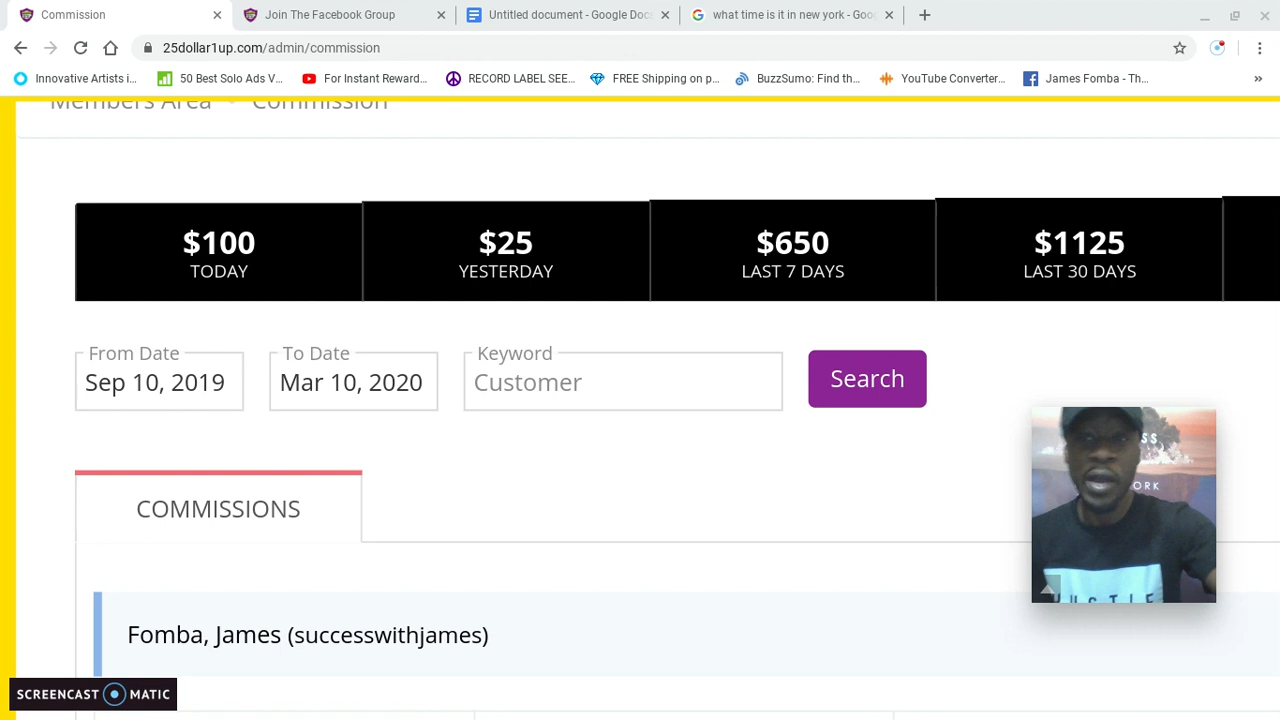 Commission
Join The Facebook Group
Untitled document - Google Docs
what time is it in new york - Goo
25dollar1up.com/admin/commission
Innovative Artists i...
50 Best Solo Ads V...
For Instant Reward...
RECORD LABEL SEE...
FREE Shipping on p...
BuzzSumo: Find th...
YouTube Converter...
James Fomba - Th...
Members Area
Commission
$100
TODAY
$25
YESTERDAY
$650
LAST 7 DAYS
$1125
LAST 30 DAYS
From Date
Sep 10, 2019
To Date
Mar 10, 2020
Keyword
Customer
Search
SS
ORK
COMMISSIONS
HUSTLE
Fomba, James (successwithjames)
SCREENCAST MATIC